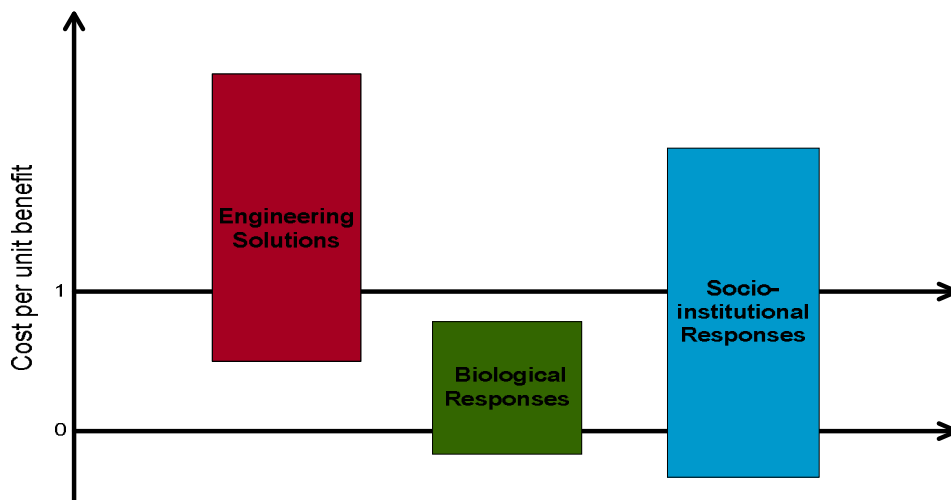 Cost per unit benefit
Engineering
Solutions
1
Socio-
institutional
Responses
Biological
Responses
0